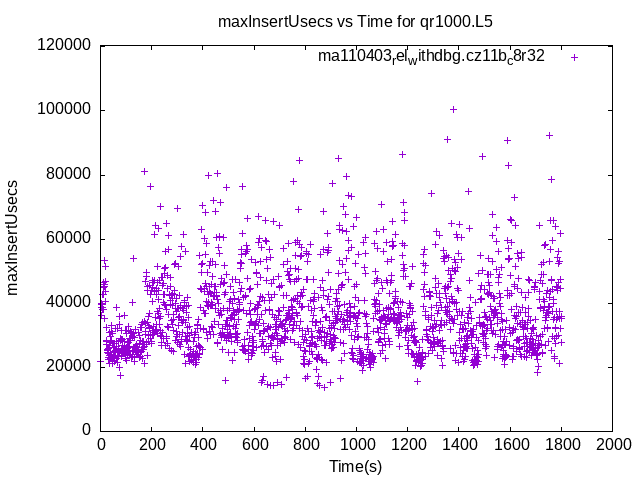 maxInsertUsecs vs Time for qr1000.L5
ma110403relwithdbg.cz11bc8r32
120000
100000
80000
60000
40000
20000
0
maxInsertUsecs
0 200 400 600 800 1000 1200 1400 1600 1800 2000
Time(s)